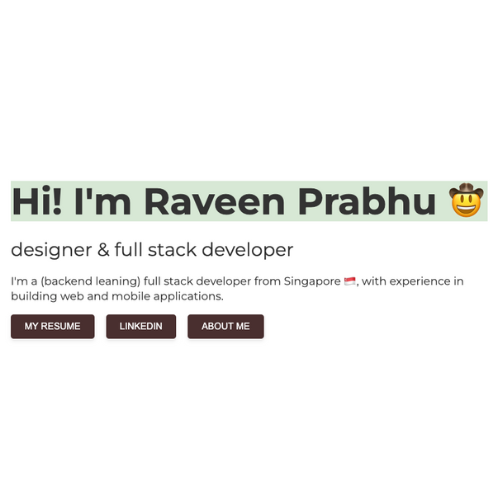 Hi! I'm Raveen Prabhu 🤠
designer & full stack developer
I'm a (backend leaning) full stack developer from Singapore 🇸🇬, with experience in
building web and mobile applications.
MY RESUME LINKEDIN ABOUT ME